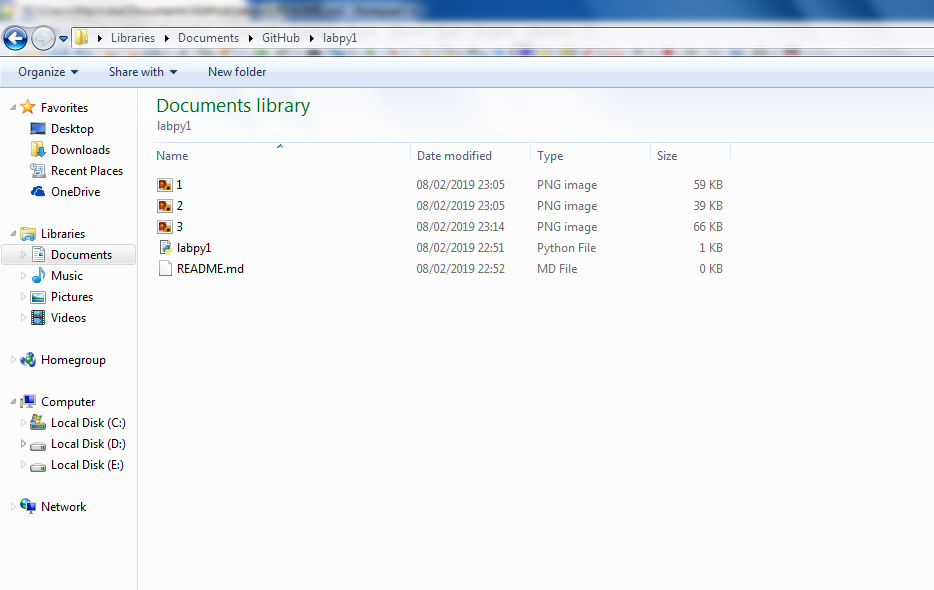 Libraries Documents GitHub labpy1
Organize Share with New folder
Favorites
Desktop
Downloads
Recent Places
OneDrive
Libraries
Documents
Music
Pictures
Videos
Homegroup
Computer
Local Disk (C:)
Local Disk (D:)
Local Disk (E:)
Network
Documents library
labpy1
Name Date modified Type Size
1 08/02/2019 23:05 PNG image 59 KB
2 08/02/2019 23:05 PNG image 39 KB
3 08/02/2019 23:14 PNG image 66 KB
labpy1 08/02/2019 22:51 Python File 1 KB
README.md 08/02/2019 22:52 MD File 0 KB